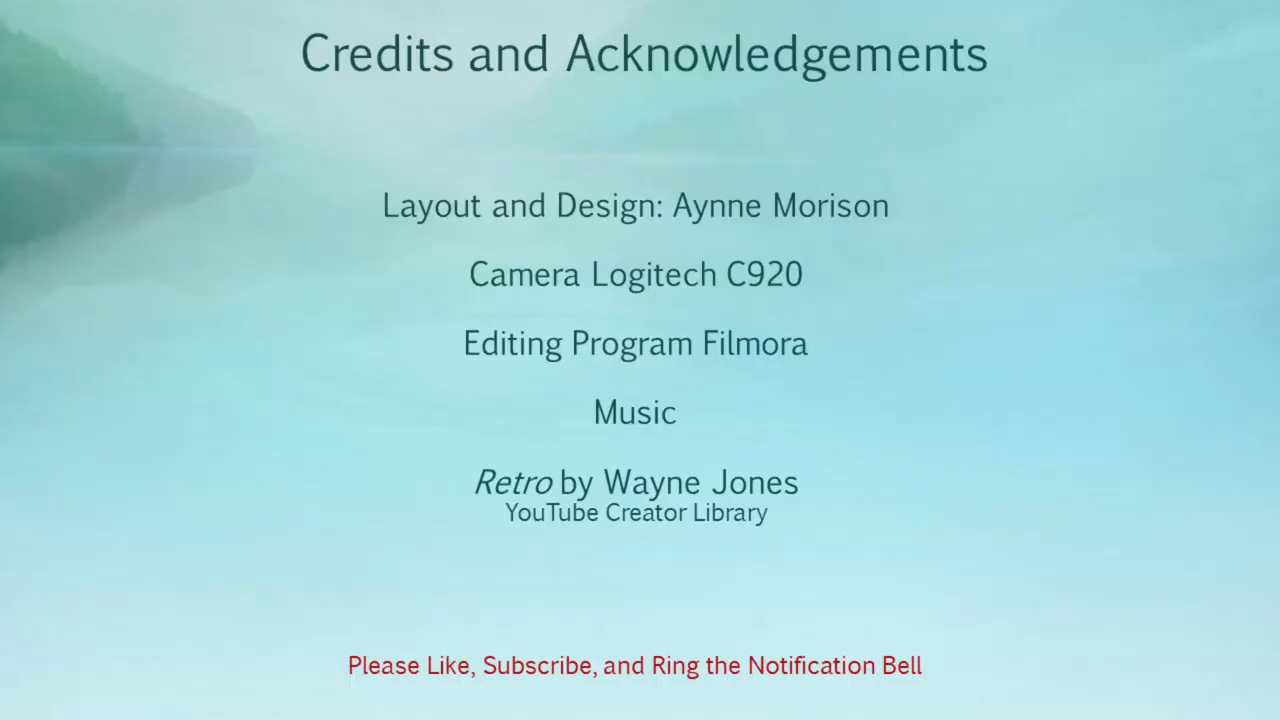 Credits and Acknowledgements
Layout and Design: Aynne Morison
Camera Logitech C920
Editing Program Filmora
Music
Retro by Wayne Jones
YouTube Creator Library
Please Like, Subscribe, and Ring the Notification Bell